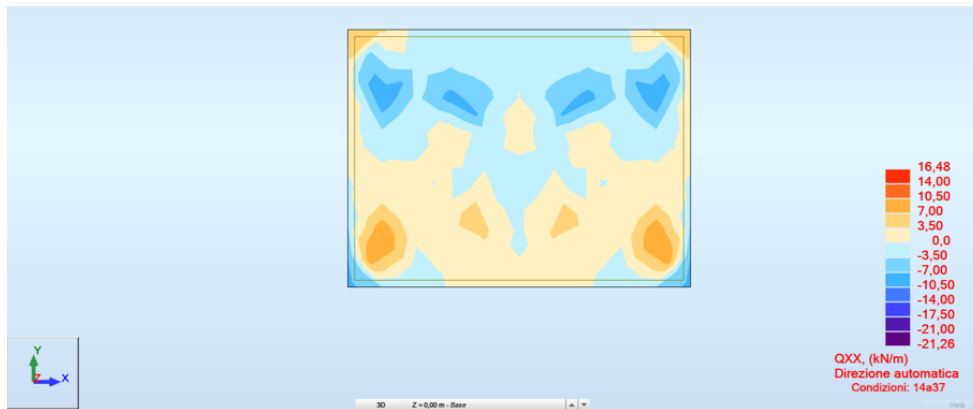 16,48
14,00
10,50
7,00
3,50
0,0
-3,50
-7,00
-10,50
-14,00
-17,50
-21,00
-21,26
QXX, (kN/m)
Direzione automatica
Condizioni: 14a37
Y
Z
X
3D Z = 0,00 m - Base
Vista